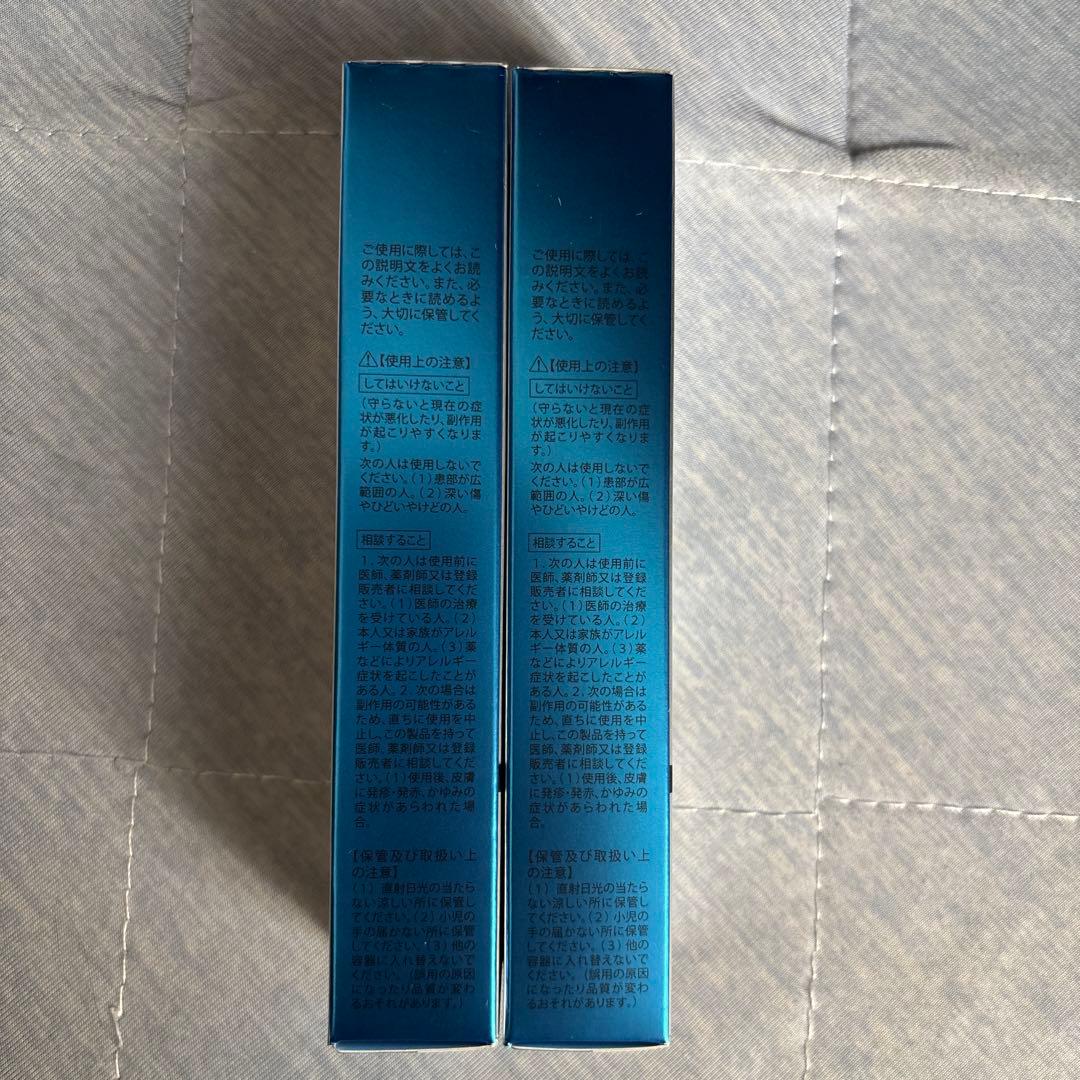 ご使用に際しては、こ
の説明文をよくお読
みください。また、必
要なときに読めるよ
う、大切に保管してく
ださい。
⚠【使用上の注意】
してはいけないこと
（守らないと現在の症
状が悪化したり、副作用
が起こりやすくなりま
す。）
次の人は使用しないで
ください。（1）患部が広
範囲の人。（2）深い傷
やひどいやけどの人。
相談すること
1．次の人は使用前に
医師、薬剤師又は登録
販売者に相談してくだ
さい。（1）医師の治療
を受けている人。（2）
本人又は家族がアレル
ギー体質の人。（3）薬
などによりアレルギー
症状を起こしたことが
ある人。2．次の場合は
副作用の可能性がある
ため、直ちに使用を中
止し、この製品を持って
医師、薬剤師又は登録
販売者に相談してくだ
さい。（1）使用後、皮膚
に発疹・発赤、かゆみの
症状があらわれた場
合。
【保管及び取扱い上
の注意】
（1）直射日光の当たら
ない涼しい所に保管し
てください。（2）小児の
手の届かない所に保管
してください。（3）他の
容器に入れ替えないで
ください。（誤用の原因
になったり品質が変わ
るおそれがあります。）
ご使用に際しては、こ
の説明文をよくお読
みください。また、必
要なときに読めるよ
う、大切に保管してく
ださい。
⚠【使用上の注意】
してはいけないこと
（守らないと現在の症
状が悪化したり、副作用
が起こりやすくなりま
す。）
次の人は使用しないで
ください。（1）患部が広
範囲の人。（2）深い傷
やひどいやけどの人。
相談すること
1．次の人は使用前に
医師、薬剤師又は登録
販売者に相談してくだ
さい。（1）医師の治療
を受けている人。（2）
本人又は家族がアレル
ギー体質の人。（3）薬
などによりアレルギー
症状を起こしたことが
ある人。2．次の場合は
副作用の可能性がある
ため、直ちに使用を中
止し、この製品を持って
医師、薬剤師又は登録
販売者に相談してくだ
さい。（1）使用後、皮膚
に発疹・発赤、かゆみの
症状があらわれた場
合。
【保管及び取扱い上
の注意】
（1）直射日光の当たら
ない涼しい所に保管し
てください。（2）小児の
手の届かない所に保管
してください。（3）他の
容器に入れ替えないで
ください。（誤用の原因
になったり品質が変わ
るおそれがあります。）